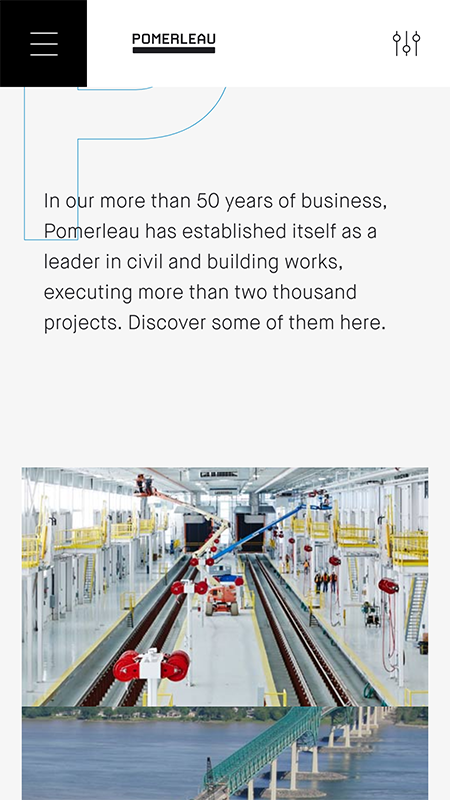 POMERLEAU
In our more than 50 years of business,
Pomerleau has established itself as a
leader in civil and building works,
executing more than two thousand
projects. Discover some of them here.